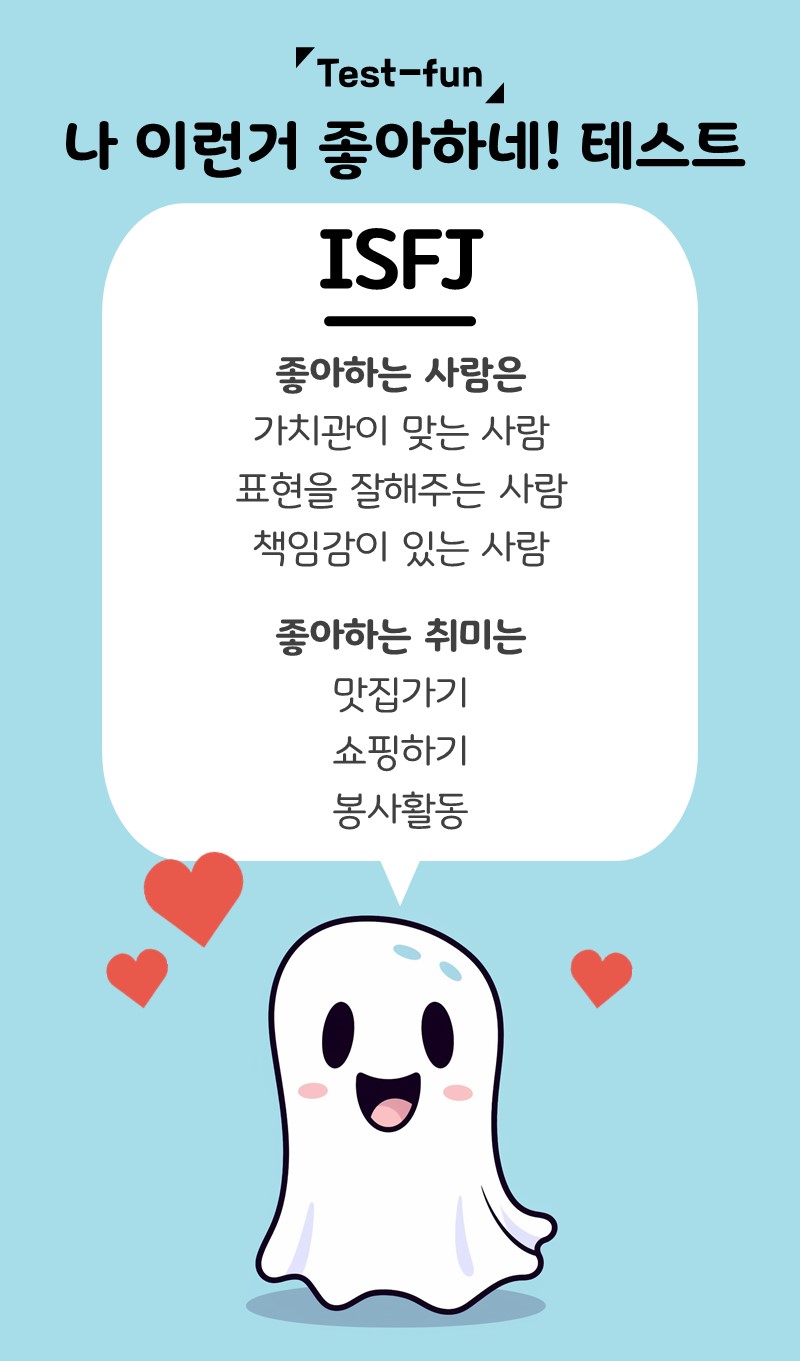 Test-fun
나 이런거 좋아하네! 테스트
ISFJ
좋아하는 사람은
가치관이 맞는 사람
표현을 잘해주는 사람
책임감이 있는 사람
좋아하는 취미는
맛집가기
쇼핑하기
봉사활동